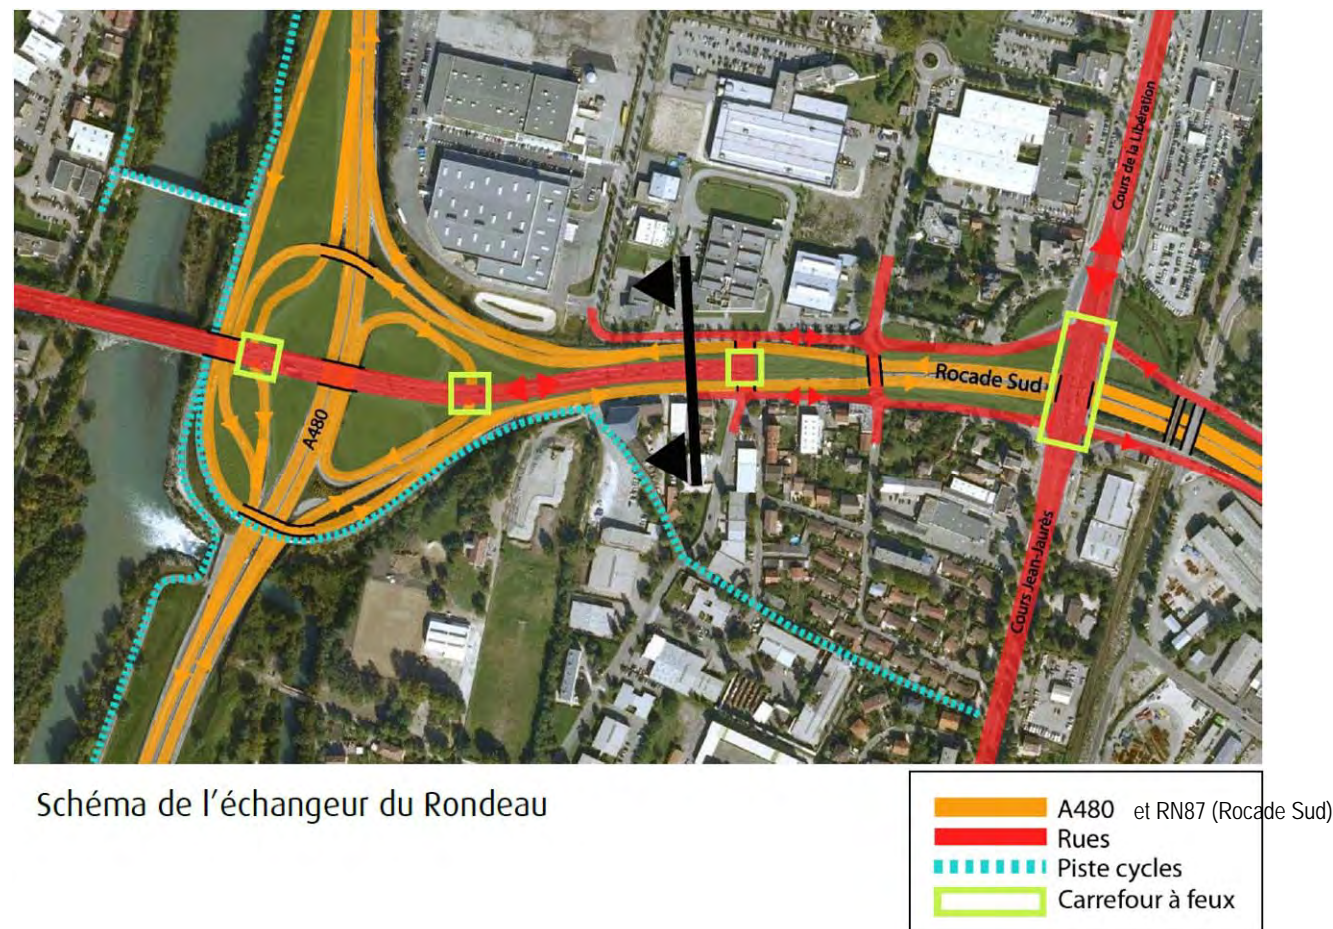 Cours de la Libération
Rocade Sud
A480
Cours Jean-Jaurès
Schéma de l'échangeur du Rondeau
A480 et RN87 (Rocade Sud)
Rues
Piste cycles
Carrefour à feux